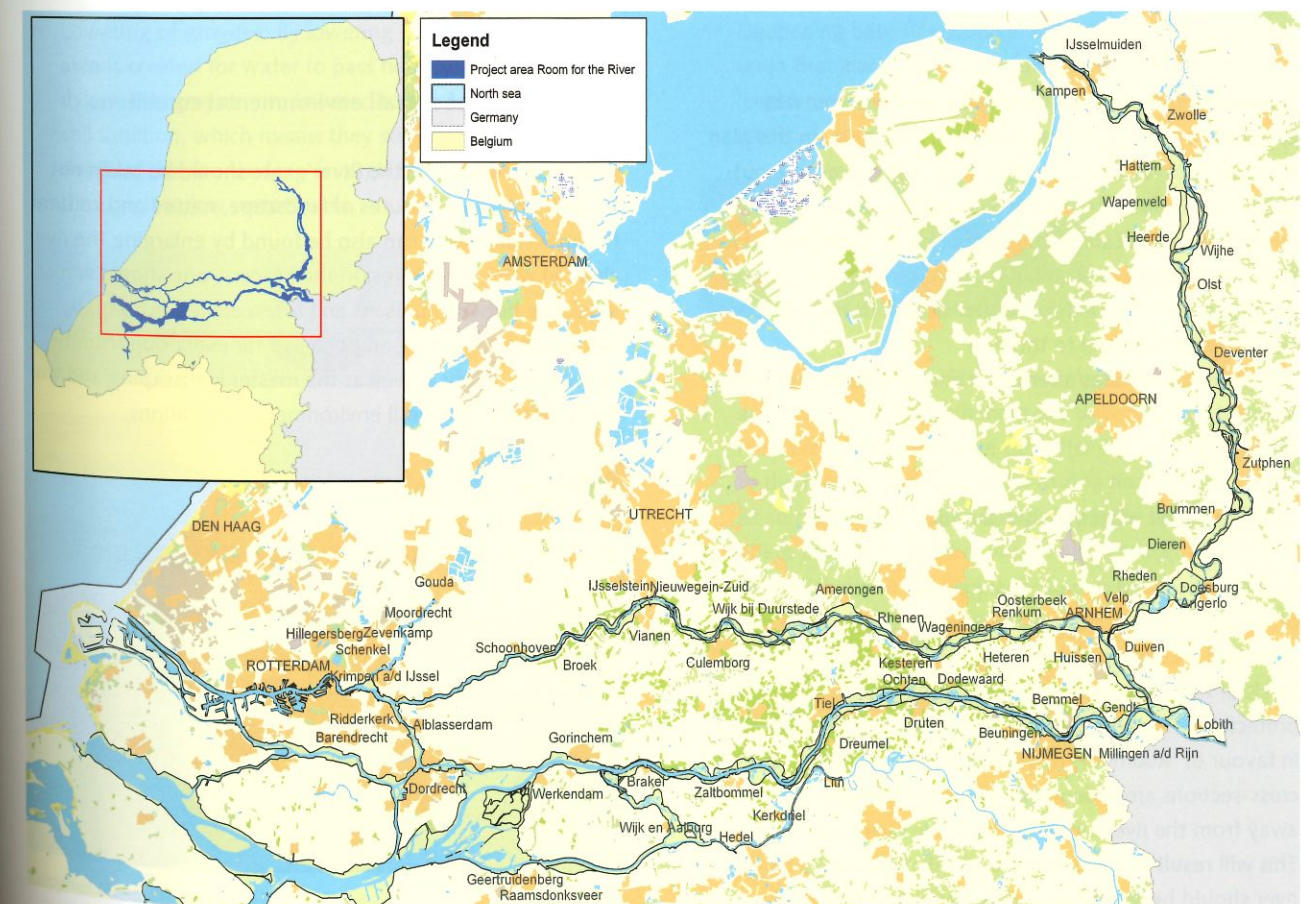 Legend
Project area Room for the River
North sea
Germany
Belgium
IJsselmuiden
Kampen
Zwolle
Hattem
Wapenveld
Heerde
Wijhe
AMSTERDAM
Olst
Deventer
APELDOORN
Zutphen
Brummen
UTRECHT
DEN HAAG
Dieren
Rheden
Doesburg
Angerlo
Gouda
IJsselstein
Nieuwegein-Zuid
Amerongen
Velp
Oosterbeek
Moordrecht
Wijk bij Duurstede
Renkum
ARNHEM
Rhenen
Wageningen
Hillegersberg
Zevenkamp
Schenkel
Vianen
Schoonhoven
Broek
Culemborg
Kesteren
Heteren
Huissen
Duiven
ROTTERDAM
Krimpen a/d IJssel
Ochten
Dodewaard
Tiel
Bemmel
Gendt
Lobith
Ridderkerk
Alblasserdam
Druten
Beuningen
Barendrecht
Gorinchem
Dreumel
NIJMEGEN
Millingen a/d Rijn
Dordrecht
Werkendam
Brakel
Zaltbommel
Lith
Kerkdriel
Wijk en Aalburg
Hedel
Geertruidenberg
Raamsdonksveer